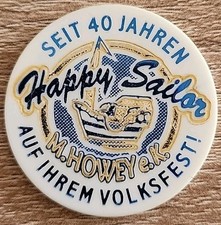 SEIT 40 JAHREN
Happy Sailor
M.HOWEY e.K.
AUF IHREM VOLKSFEST!